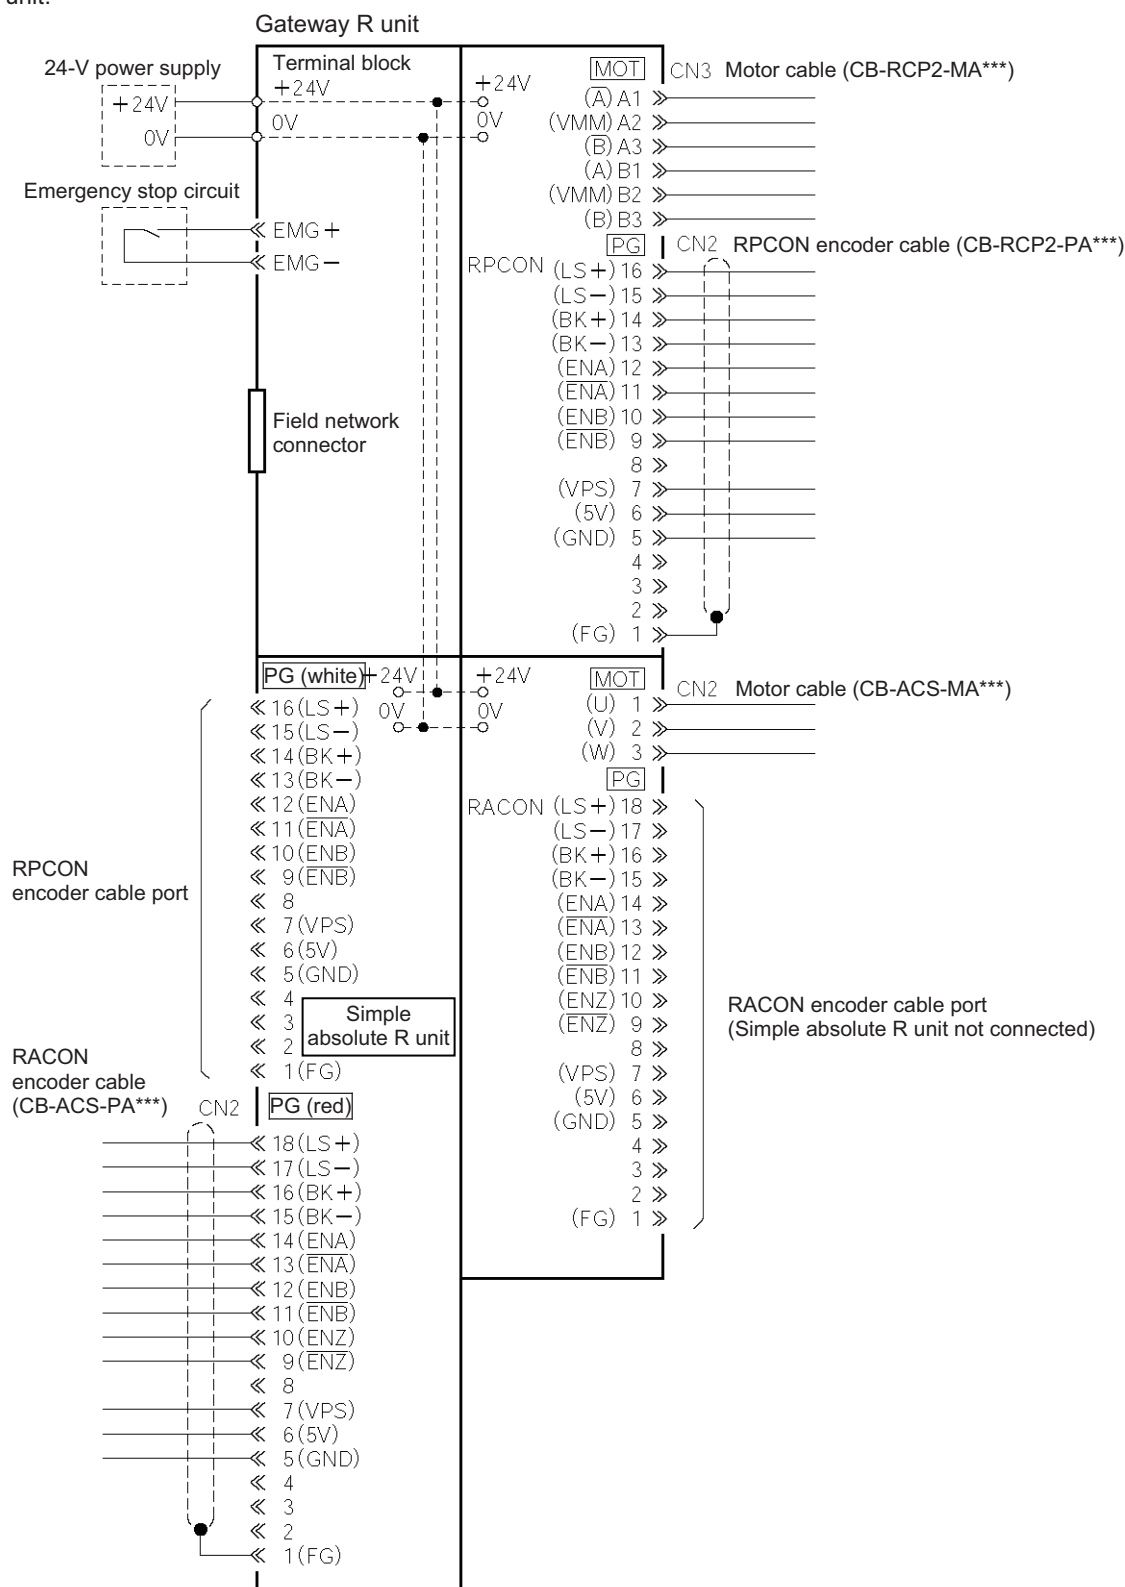 unit.
Gateway R unit
24-V power supply
+24V
0V
Emergency stop circuit
Terminal block
+24V
0V
EMG+
EMG−
Field network
connector
+24V
0V
MOT
CN3 Motor cable (CB-RCP2-MA***)
(A̅) A1
(VMM) A2
(B̅) A3
(A) B1
(VMM) B2
(B) B3
PG
CN2 RPCON encoder cable (CB-RCP2-PA***)
RPCON (LS+) 16
(LS−) 15
(BK+) 14
(BK−) 13
(ENA) 12
(E̅N̅A̅) 11
(ENB) 10
(E̅N̅B̅) 9
8
(VPS) 7
(5V) 6
(GND) 5
4
3
2
(FG) 1
PG (white)
+24V
0V
16 (LS+)
15 (LS−)
14 (BK+)
13 (BK−)
12 (ENA)
11 (E̅N̅A̅)
10 (ENB)
9 (E̅N̅B̅)
8
7 (VPS)
6 (5V)
5 (GND)
4
3
2
1 (FG)
RPCON
encoder cable port
Simple
absolute R unit
RACON
encoder cable
(CB-ACS-PA***)
CN2
PG (red)
18 (LS+)
17 (LS−)
16 (BK+)
15 (BK−)
14 (ENA)
13 (E̅N̅A̅)
12 (ENB)
11 (E̅N̅B̅)
10 (ENZ)
9 (E̅N̅Z̅)
8
7 (VPS)
6 (5V)
5 (GND)
4
3
2
1 (FG)
+24V
0V
MOT
CN2 Motor cable (CB-ACS-MA***)
(U) 1
(V) 2
(W) 3
PG
RACON (LS+) 18
(LS−) 17
(BK+) 16
(BK−) 15
(ENA) 14
(E̅N̅A̅) 13
(ENB) 12
(E̅N̅B̅) 11
(ENZ) 10
(E̅N̅Z̅) 9
8
(VPS) 7
(5V) 6
(GND) 5
4
3
2
(FG) 1
RACON encoder cable port
(Simple absolute R unit not connected)